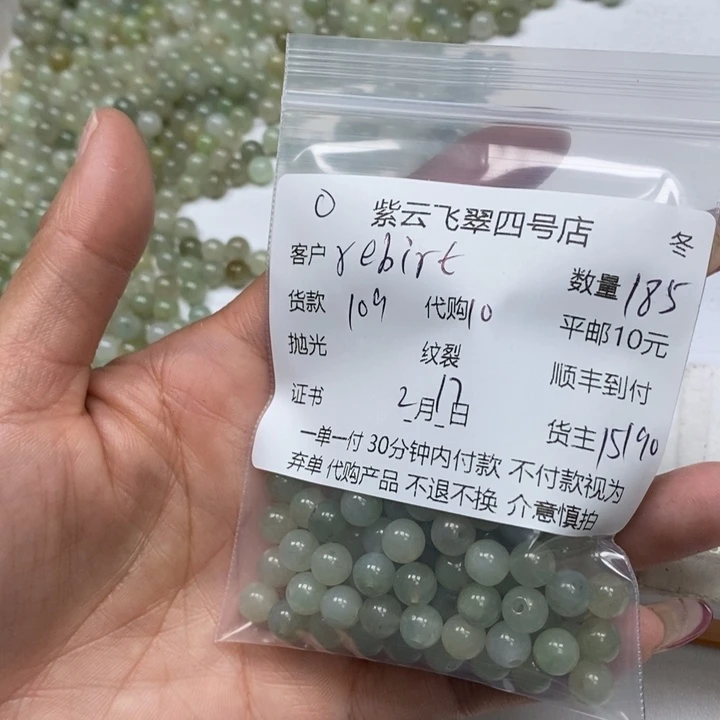 O 紫云飞翠四号店 冬
客户 rebirt 数量 185
货款 109 代购 10 平邮10元
抛光 纹裂 顺丰到付
证书 2月17日 货主 15190
一单一付 30分钟内付款 不付款视为
弃单 代购产品 不退不换 介意慎拍